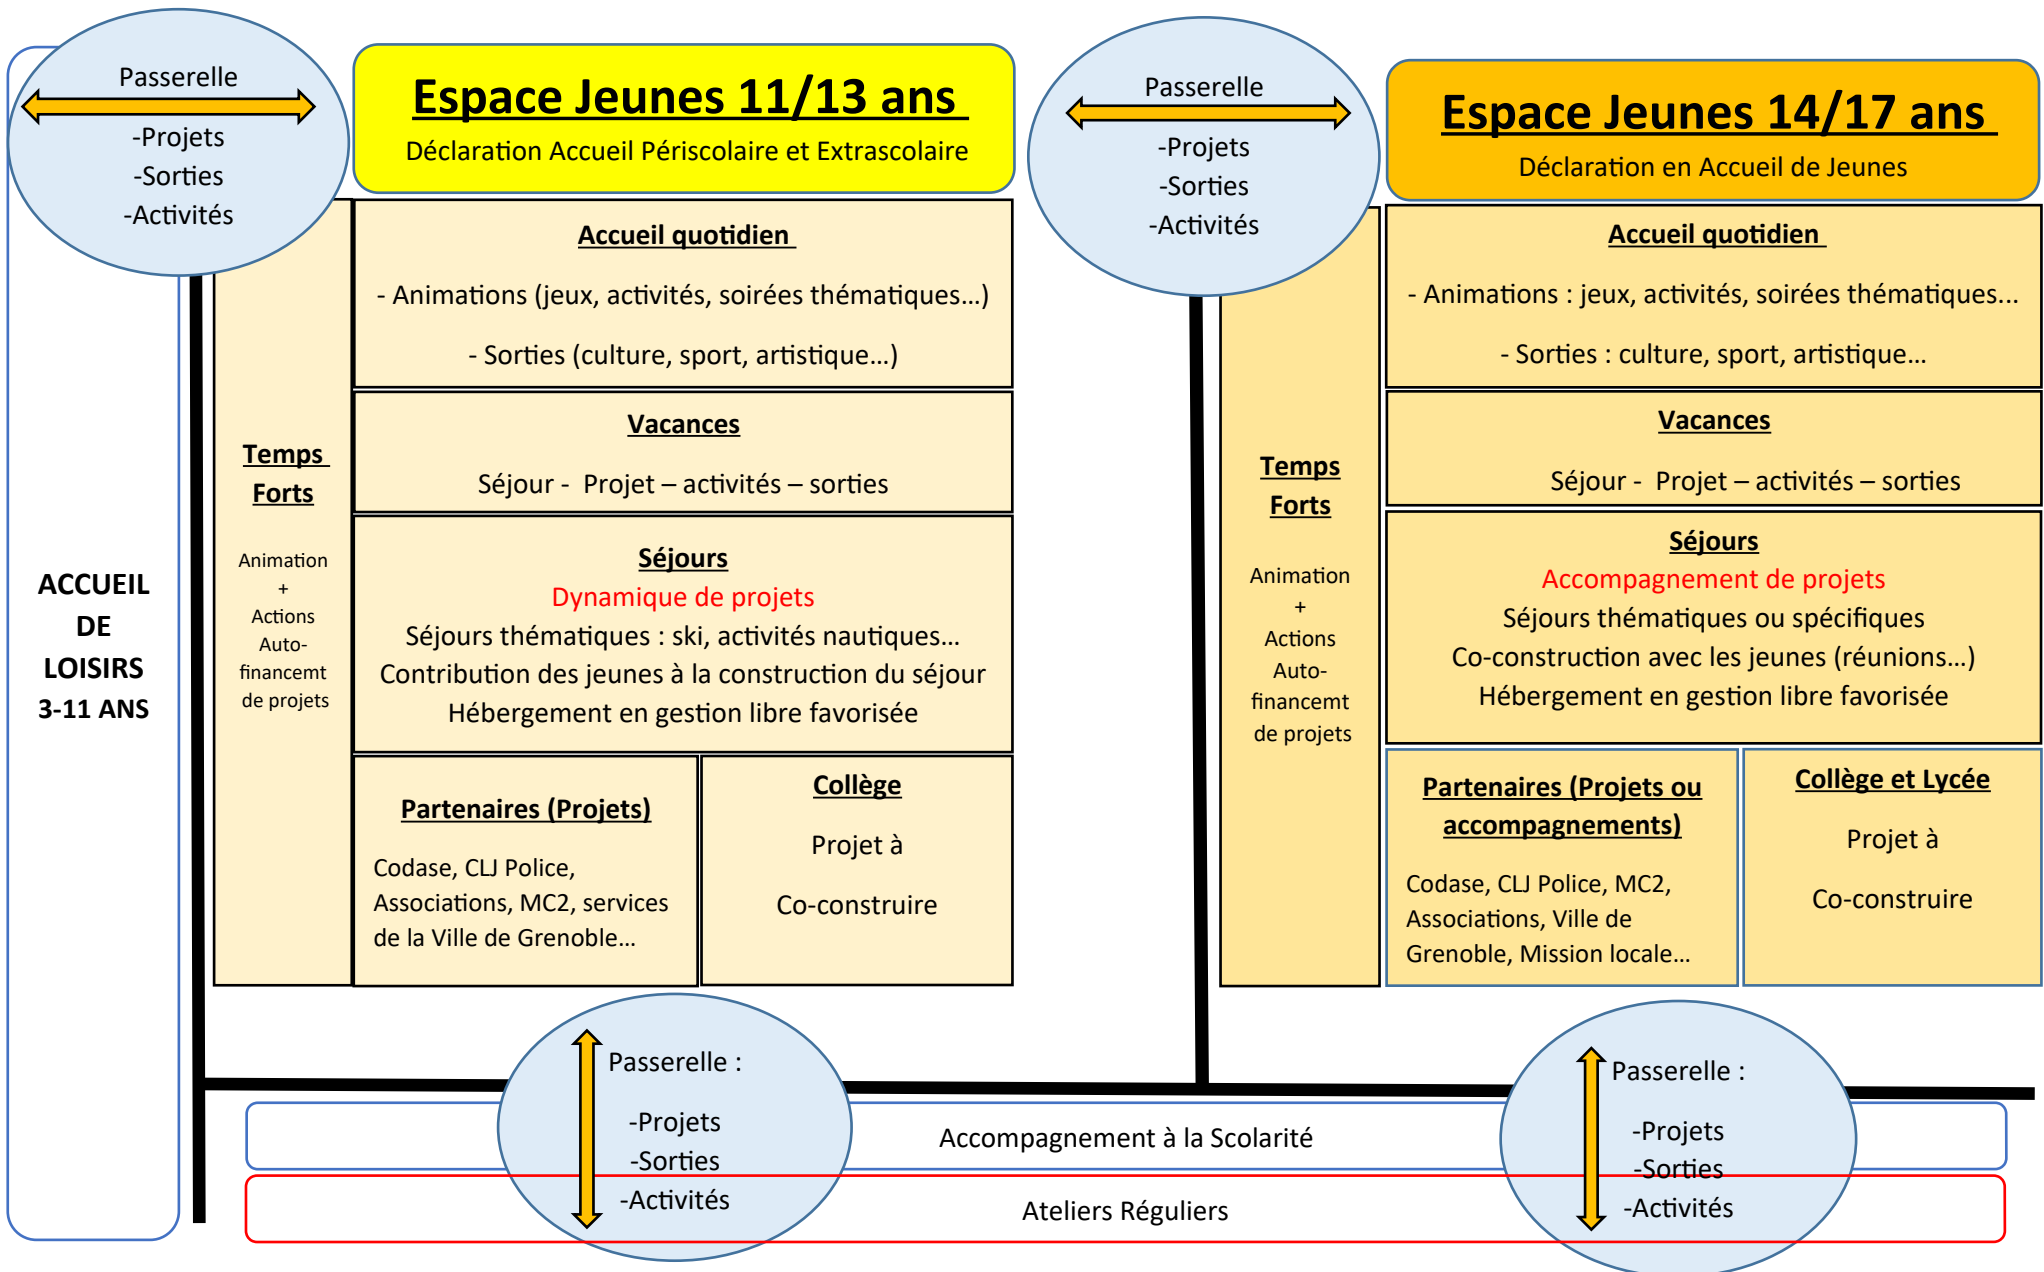 Passerelle
-Projets
-Sorties
-Activités
ACCUEIL
DE
LOISIRS
3-11 ANS
Espace Jeunes 11/13 ans
Déclaration Accueil Périscolaire et Extrascolaire
Temps
Forts
Animation
+
Actions
Auto-
financemt
de projets
Accueil quotidien
- Animations (jeux, activités, soirées thématiques…)
- Sorties (culture, sport, artistique…)
Vacances
Séjour - Projet – activités – sorties
Séjours
Dynamique de projets
Séjours thématiques : ski, activités nautiques…
Contribution des jeunes à la construction du séjour
Hébergement en gestion libre favorisée
Partenaires (Projets)
Codase, CLJ Police,
Associations, MC2, services
de la Ville de Grenoble…
Collège
Projet à
Co-construire
Passerelle
-Projets
-Sorties
-Activités
Espace Jeunes 14/17 ans
Déclaration en Accueil de Jeunes
Temps
Forts
Animation
+
Actions
Auto-
financemt
de projets
Accueil quotidien
- Animations : jeux, activités, soirées thématiques...
- Sorties : culture, sport, artistique…
Vacances
Séjour - Projet – activités – sorties
Séjours
Accompagnement de projets
Séjours thématiques ou spécifiques
Co-construction avec les jeunes (réunions…)
Hébergement en gestion libre favorisée
Partenaires (Projets ou
accompagnements)
Codase, CLJ Police, MC2,
Associations, Ville de
Grenoble, Mission locale…
Collège et Lycée
Projet à
Co-construire
Passerelle :
-Projets
-Sorties
-Activités
Accompagnement à la Scolarité
Ateliers Réguliers
Passerelle :
-Projets
-Sorties
-Activités